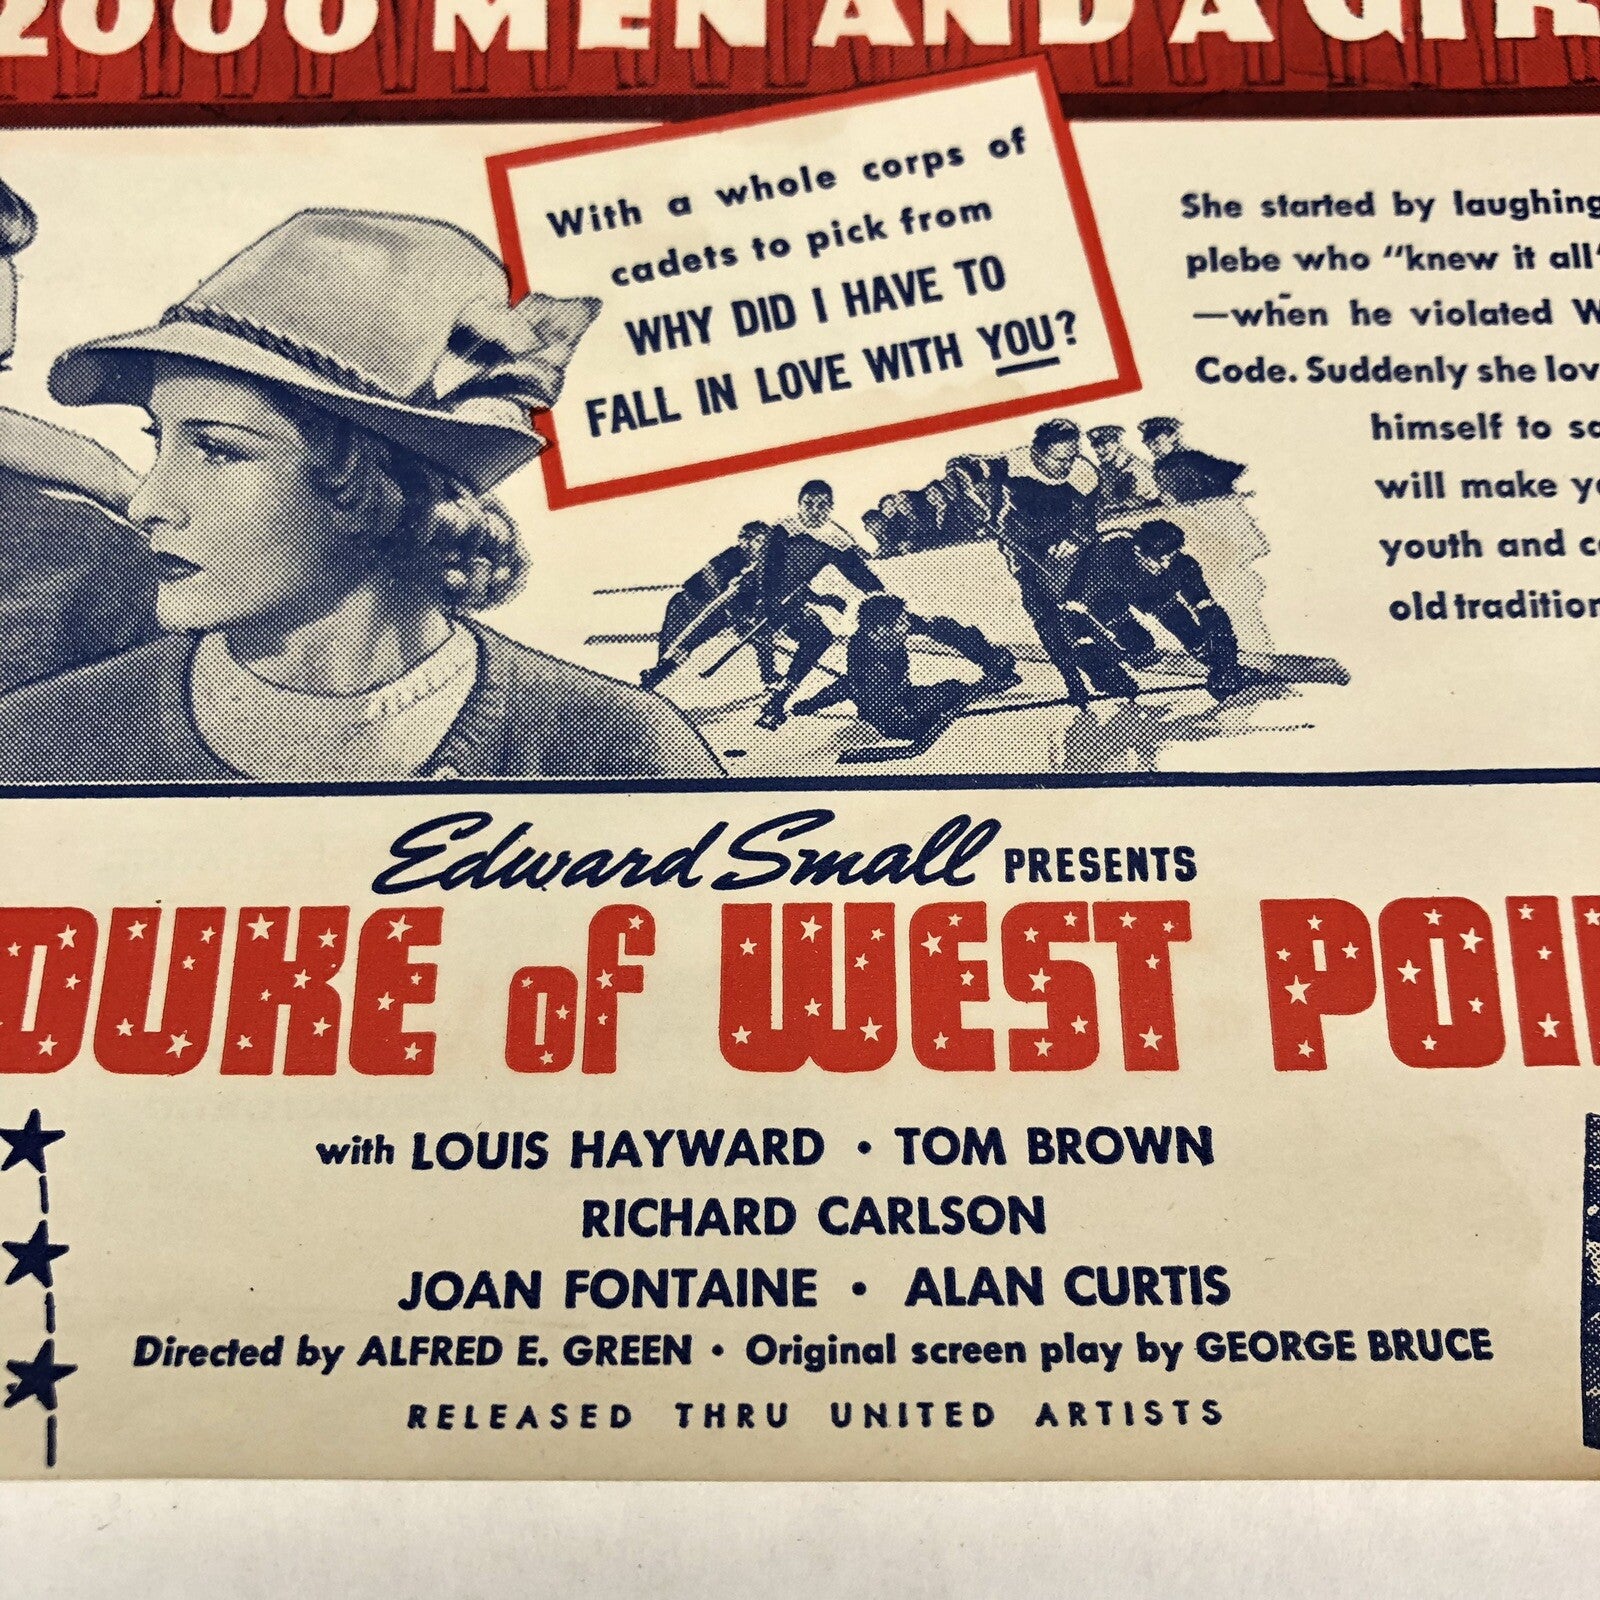 2000 MEN AND A GIR
With a whole corps of
cadets to pick from
WHY DID I HAVE TO
FALL IN LOVE WITH YOU?
She started by laughing
plebe who "knew it all"
—when he violated W
Code. Suddenly she lov
himself to sa
will make yo
youth and co
old tradition
Edward Small PRESENTS
DUKE of WEST POIN
with LOUIS HAYWARD • TOM BROWN
RICHARD CARLSON
JOAN FONTAINE • ALAN CURTIS
Directed by ALFRED E. GREEN • Original screen play by GEORGE BRUCE
RELEASED THRU UNITED ARTISTS